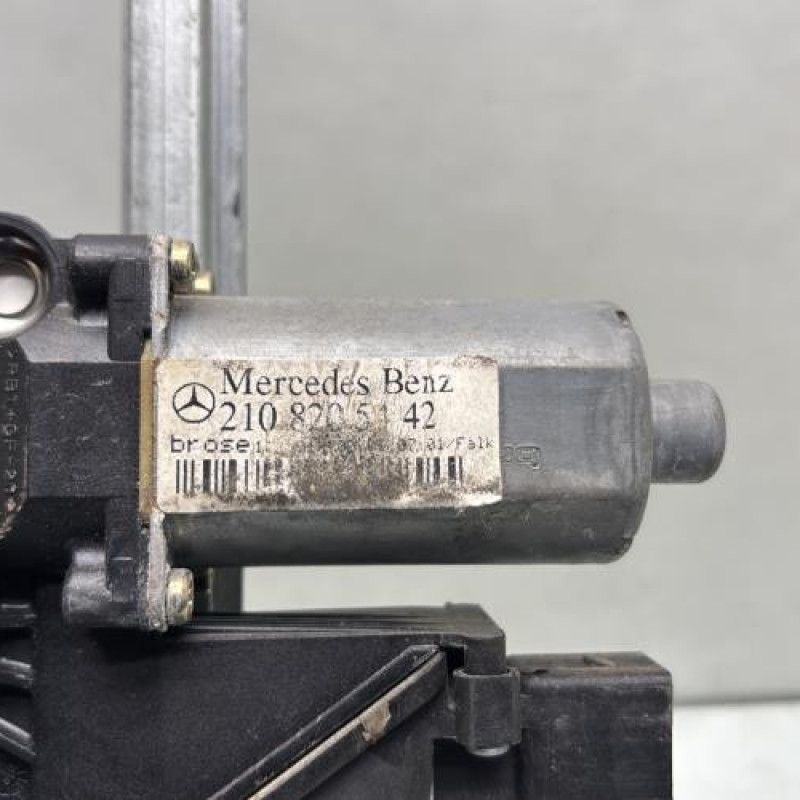 Mercedes Benz
210 820 51 42
brose 07.01/Falk